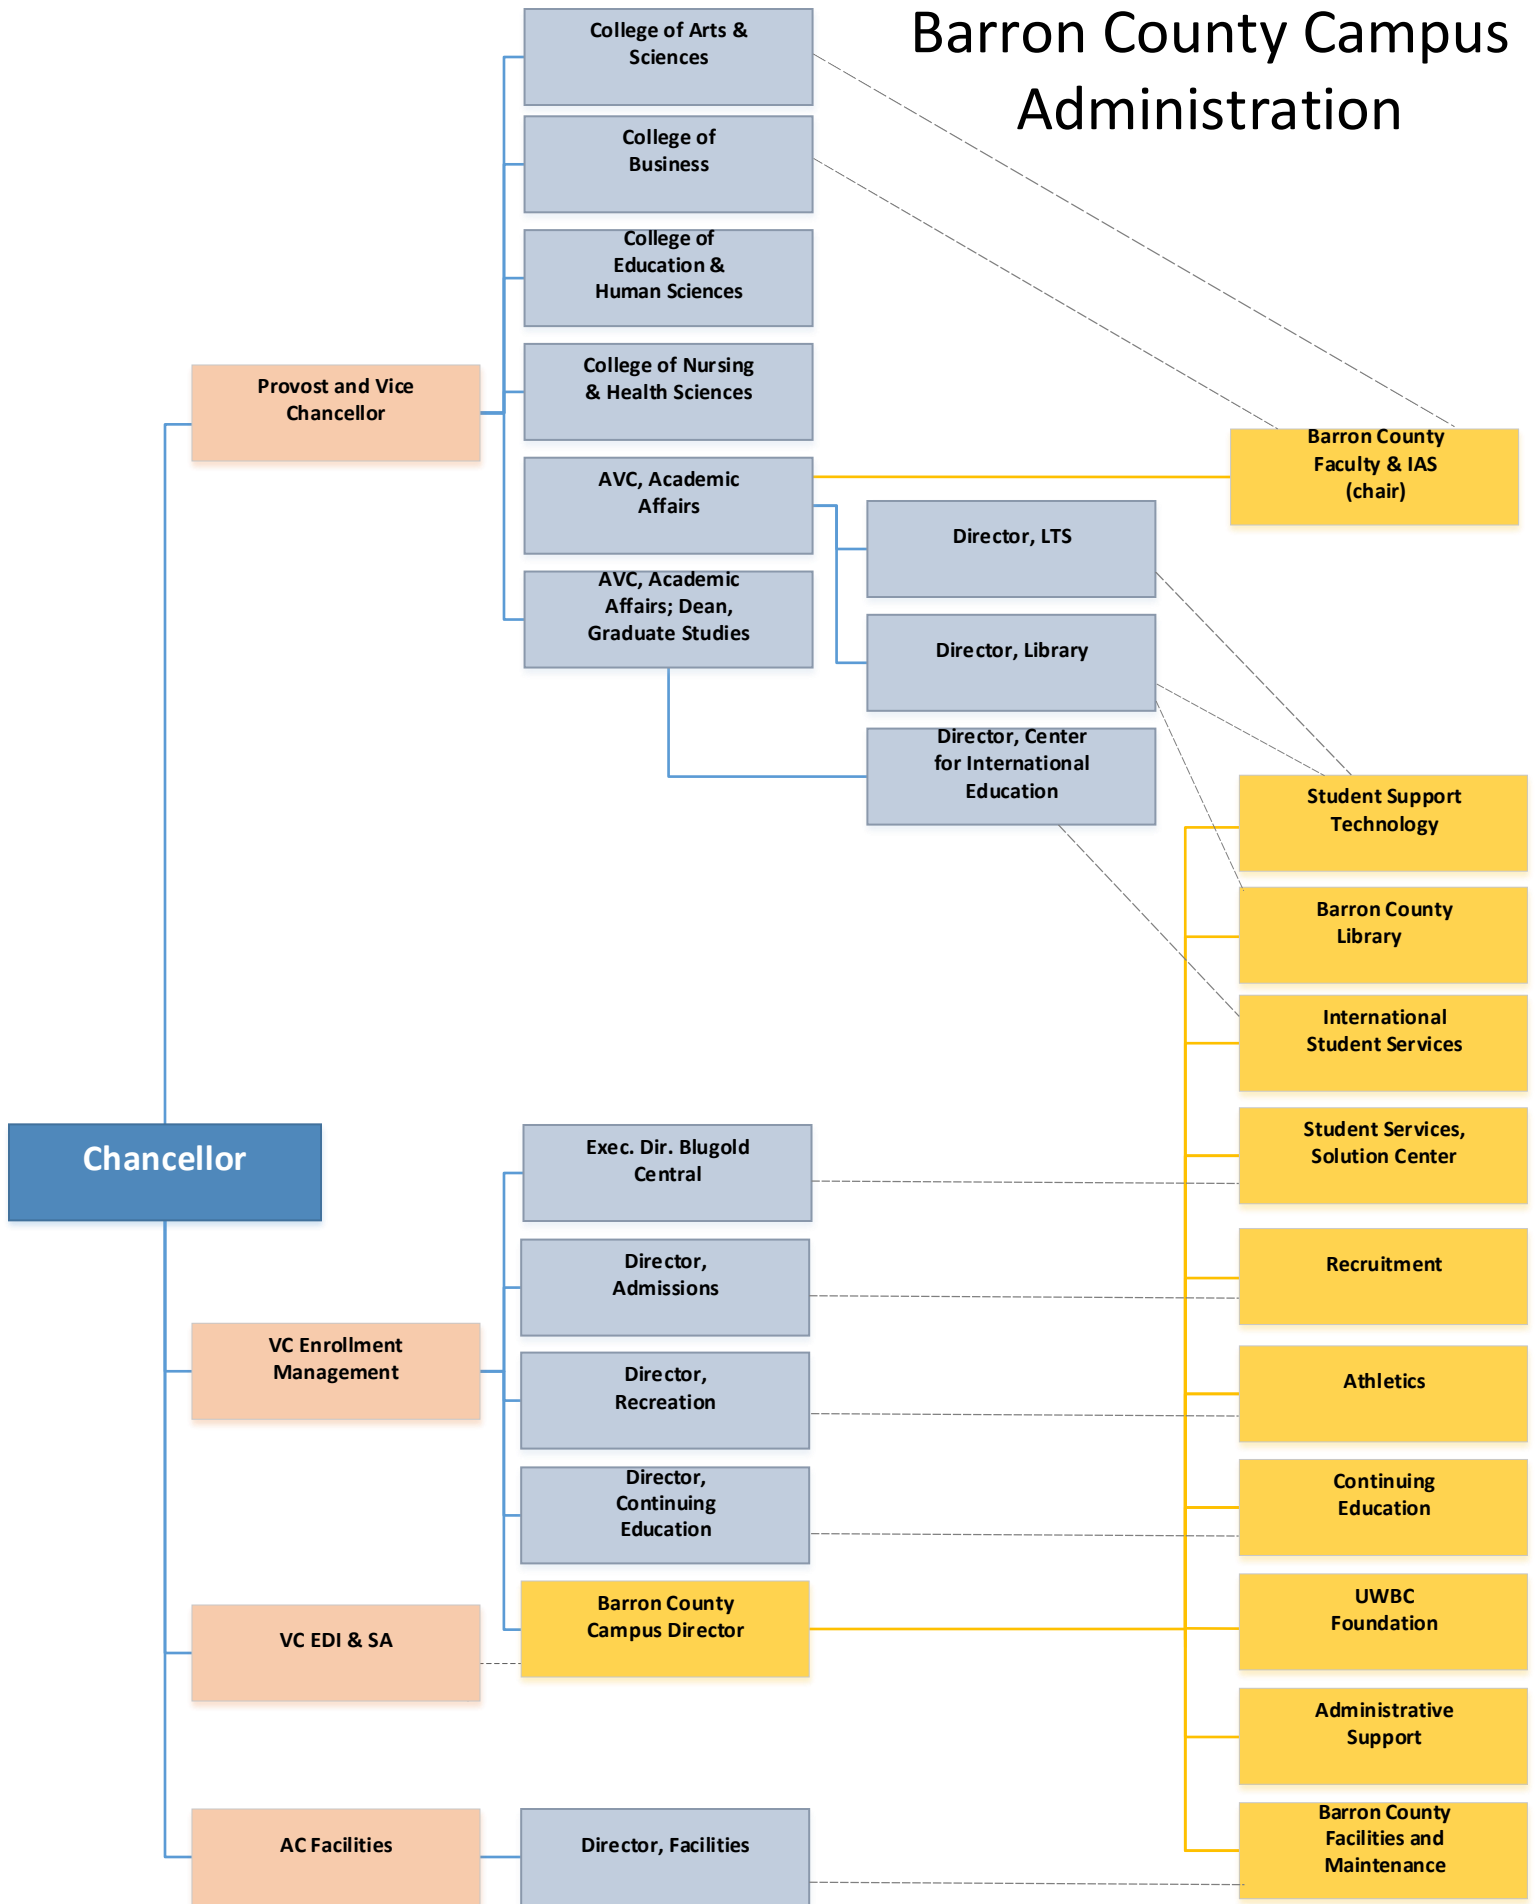 Barron County Campus
Administration
College of Arts &
Sciences
College of
Business
College of
Education &
Human Sciences
College of Nursing
& Health Sciences
Provost and Vice
Chancellor
AVC, Academic
Affairs
Barron County
Faculty & IAS
(chair)
Director, LTS
AVC, Academic
Affairs; Dean,
Graduate Studies
Director, Library
Director, Center
for International
Education
Student Support
Technology
Barron County
Library
International
Student Services
Chancellor
Exec. Dir. Blugold
Central
Student Services,
Solution Center
Director,
Admissions
Recruitment
VC Enrollment
Management
Director,
Recreation
Athletics
Director,
Continuing
Education
Continuing
Education
VC EDI & SA
Barron County
Campus Director
UWBC
Foundation
Administrative
Support
AC Facilities
Director, Facilities
Barron County
Facilities and
Maintenance